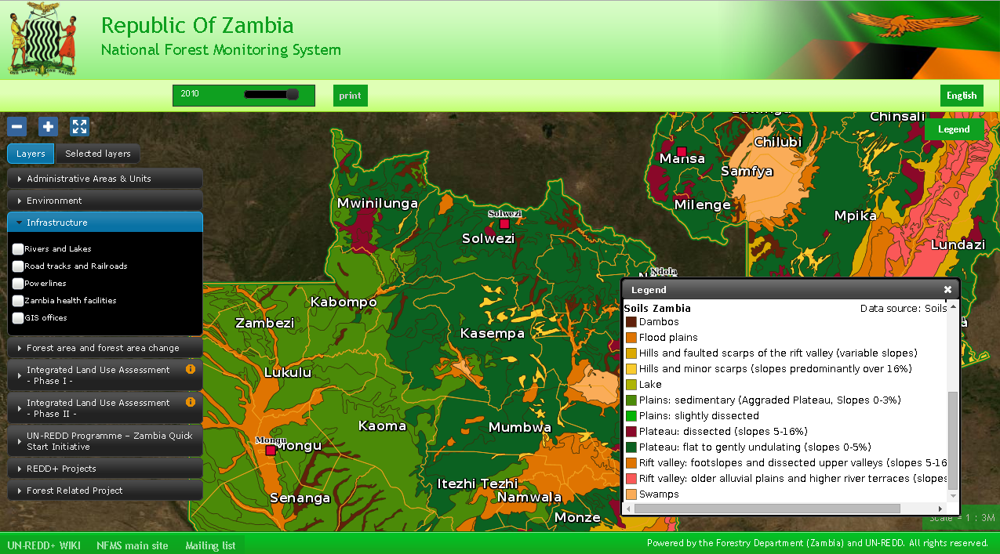 Republic Of Zambia
National Forest Monitoring System
ONE ZAMBIA ONE NATION
2010
print
English
Legend
Layers
Selected layers
Administrative Areas & Units
Environment
Infrastructure
Rivers and Lakes
Road tracks and Railroads
Powerlines
Zambia health facilities
GIS offices
Forest area and forest area change
Integrated Land Use Assessment
- Phase I -
Integrated Land Use Assessment
- Phase II -
UN-REDD Programme – Zambia Quick
Start Initiative
REDD+ Projects
Forest Related Project
Chinsali
Chilubi
Mansa
Samfya
Mwinilunga
Milenge
Solwezi
Mpika
Solwezi
Lundazi
Ndola
Kabompo
Zambezi
Kasempa
Lukulu
Kaoma
Mumbwa
Mongu
Mongu
Itezhi Tezhi
Namwala
Senanga
Monze
Legend
Soils Zambia
Data source: Soils
Dambos
Flood plains
Hills and faulted scarps of the rift valley (variable slopes)
Hills and minor scarps (slopes predominently over 16%)
Lake
Plains: sedimentary (Aggraded Plateau, Slopes 0-3%)
Plains: slightly dissected
Plateau: dissected (slopes 5-16%)
Plateau: flat to gently undulating (slopes 0-5%)
Rift valley: footslopes and dissected upper valleys (slopes 5-16
Rift valley: older alluvial plains and higher river terraces (slopes
Swamps
Scale = 1 : 3M
UN-REDD+ WIKI
NFMS main site
Mailing list
Powered by the Forestry Department (Zambia) and UN-REDD. All rights reserved.